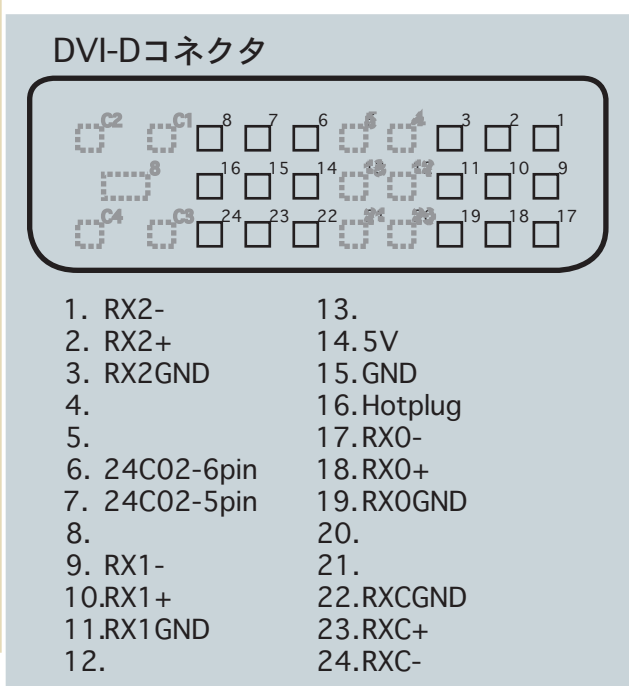 DVI-Dコネクタ
C2 C1 8 7 6 5 4 3 2 1
8 16 15 14 13 12 11 10 9
C4 C3 24 23 22 21 20 19 18 17
1. RX2-
2. RX2+
3. RX2GND
4.
5.
6. 24C02-6pin
7. 24C02-5pin
8.
9. RX1-
10.RX1+
11.RX1GND
12.
13.
14.5V
15.GND
16.Hotplug
17.RX0-
18.RX0+
19.RX0GND
20.
21.
22.RXCGND
23.RXC+
24.RXC-